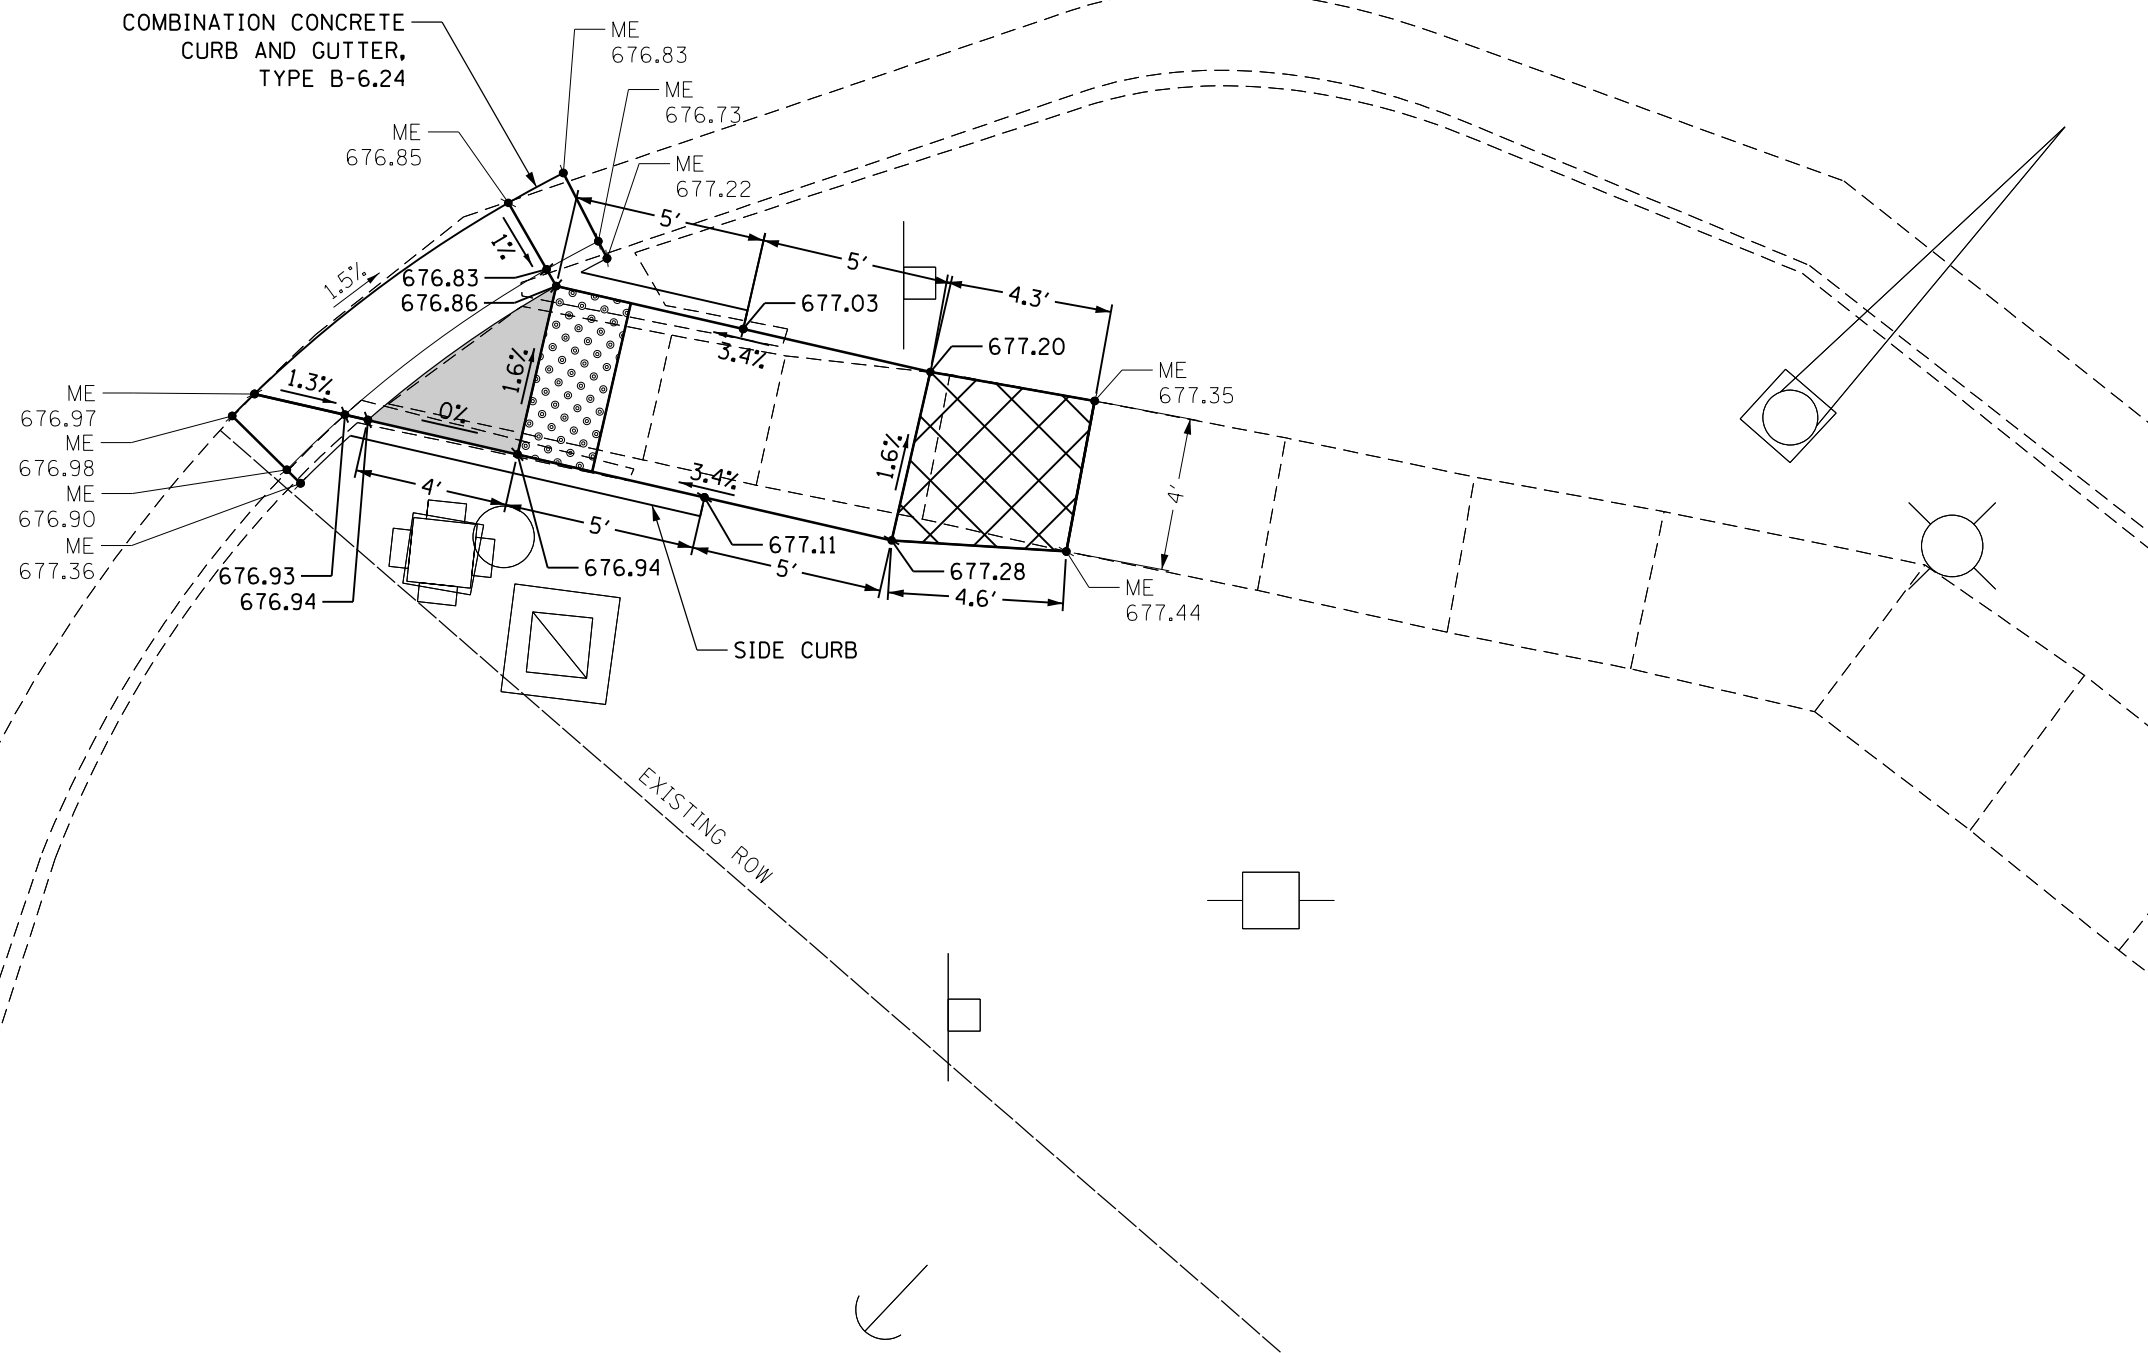 COMBINATION CONCRETE
CURB AND GUTTER,
TYPE B-6.24
ME
676.83
ME
676.73
ME
676.85
ME
677.22
5'
1%
5'
1.5%
676.83
676.86
677.03
4.3'
3.4%
677.20
1.6%
ME
677.35
1.3%
ME
676.97
0%
ME
676.98
1.6%
3.4%
4'
4'
ME
676.90
5'
ME
677.36
677.11
676.93
676.94
676.94
5'
677.28
4.6'
ME
677.44
SIDE CURB
EXISTING ROW